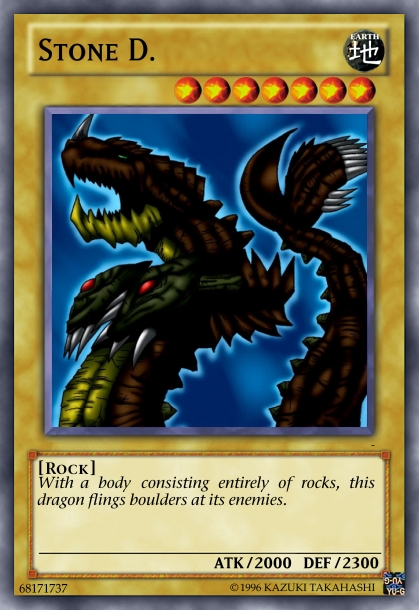 STONE D.
EARTH
地
-
[ROCK]
With a body consisting entirely of rocks, this
dragon flings boulders at its enemies.
ATK/2000 DEF/2300
68171737
©1996 KAZUKI TAKAHASHI